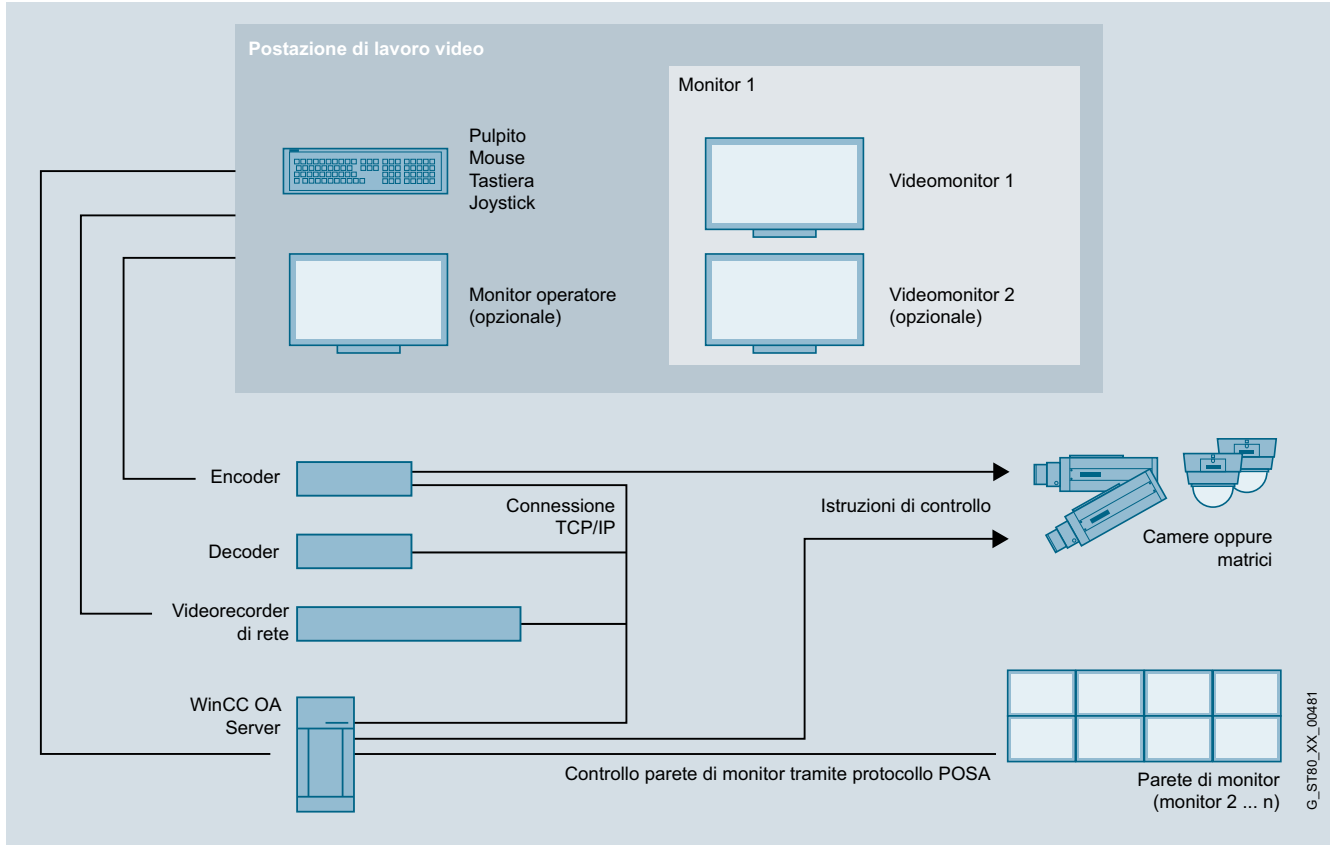 Postazione di lavoro video
Monitor 1
Pulpito
Mouse
Tastiera
Joystick
Videomonitor 1
Monitor operatore
(opzionale)
Videomonitor 2
(opzionale)
Encoder
Connessione
TCP/IP
Istruzioni di controllo
Decoder
Camere oppure
matrici
Videorecorder
di rete
WinCC OA
Server
Controllo parete di monitor tramite protocollo POSA
Parete di monitor
(monitor 2 ... n)
G_ST80_XX_00481